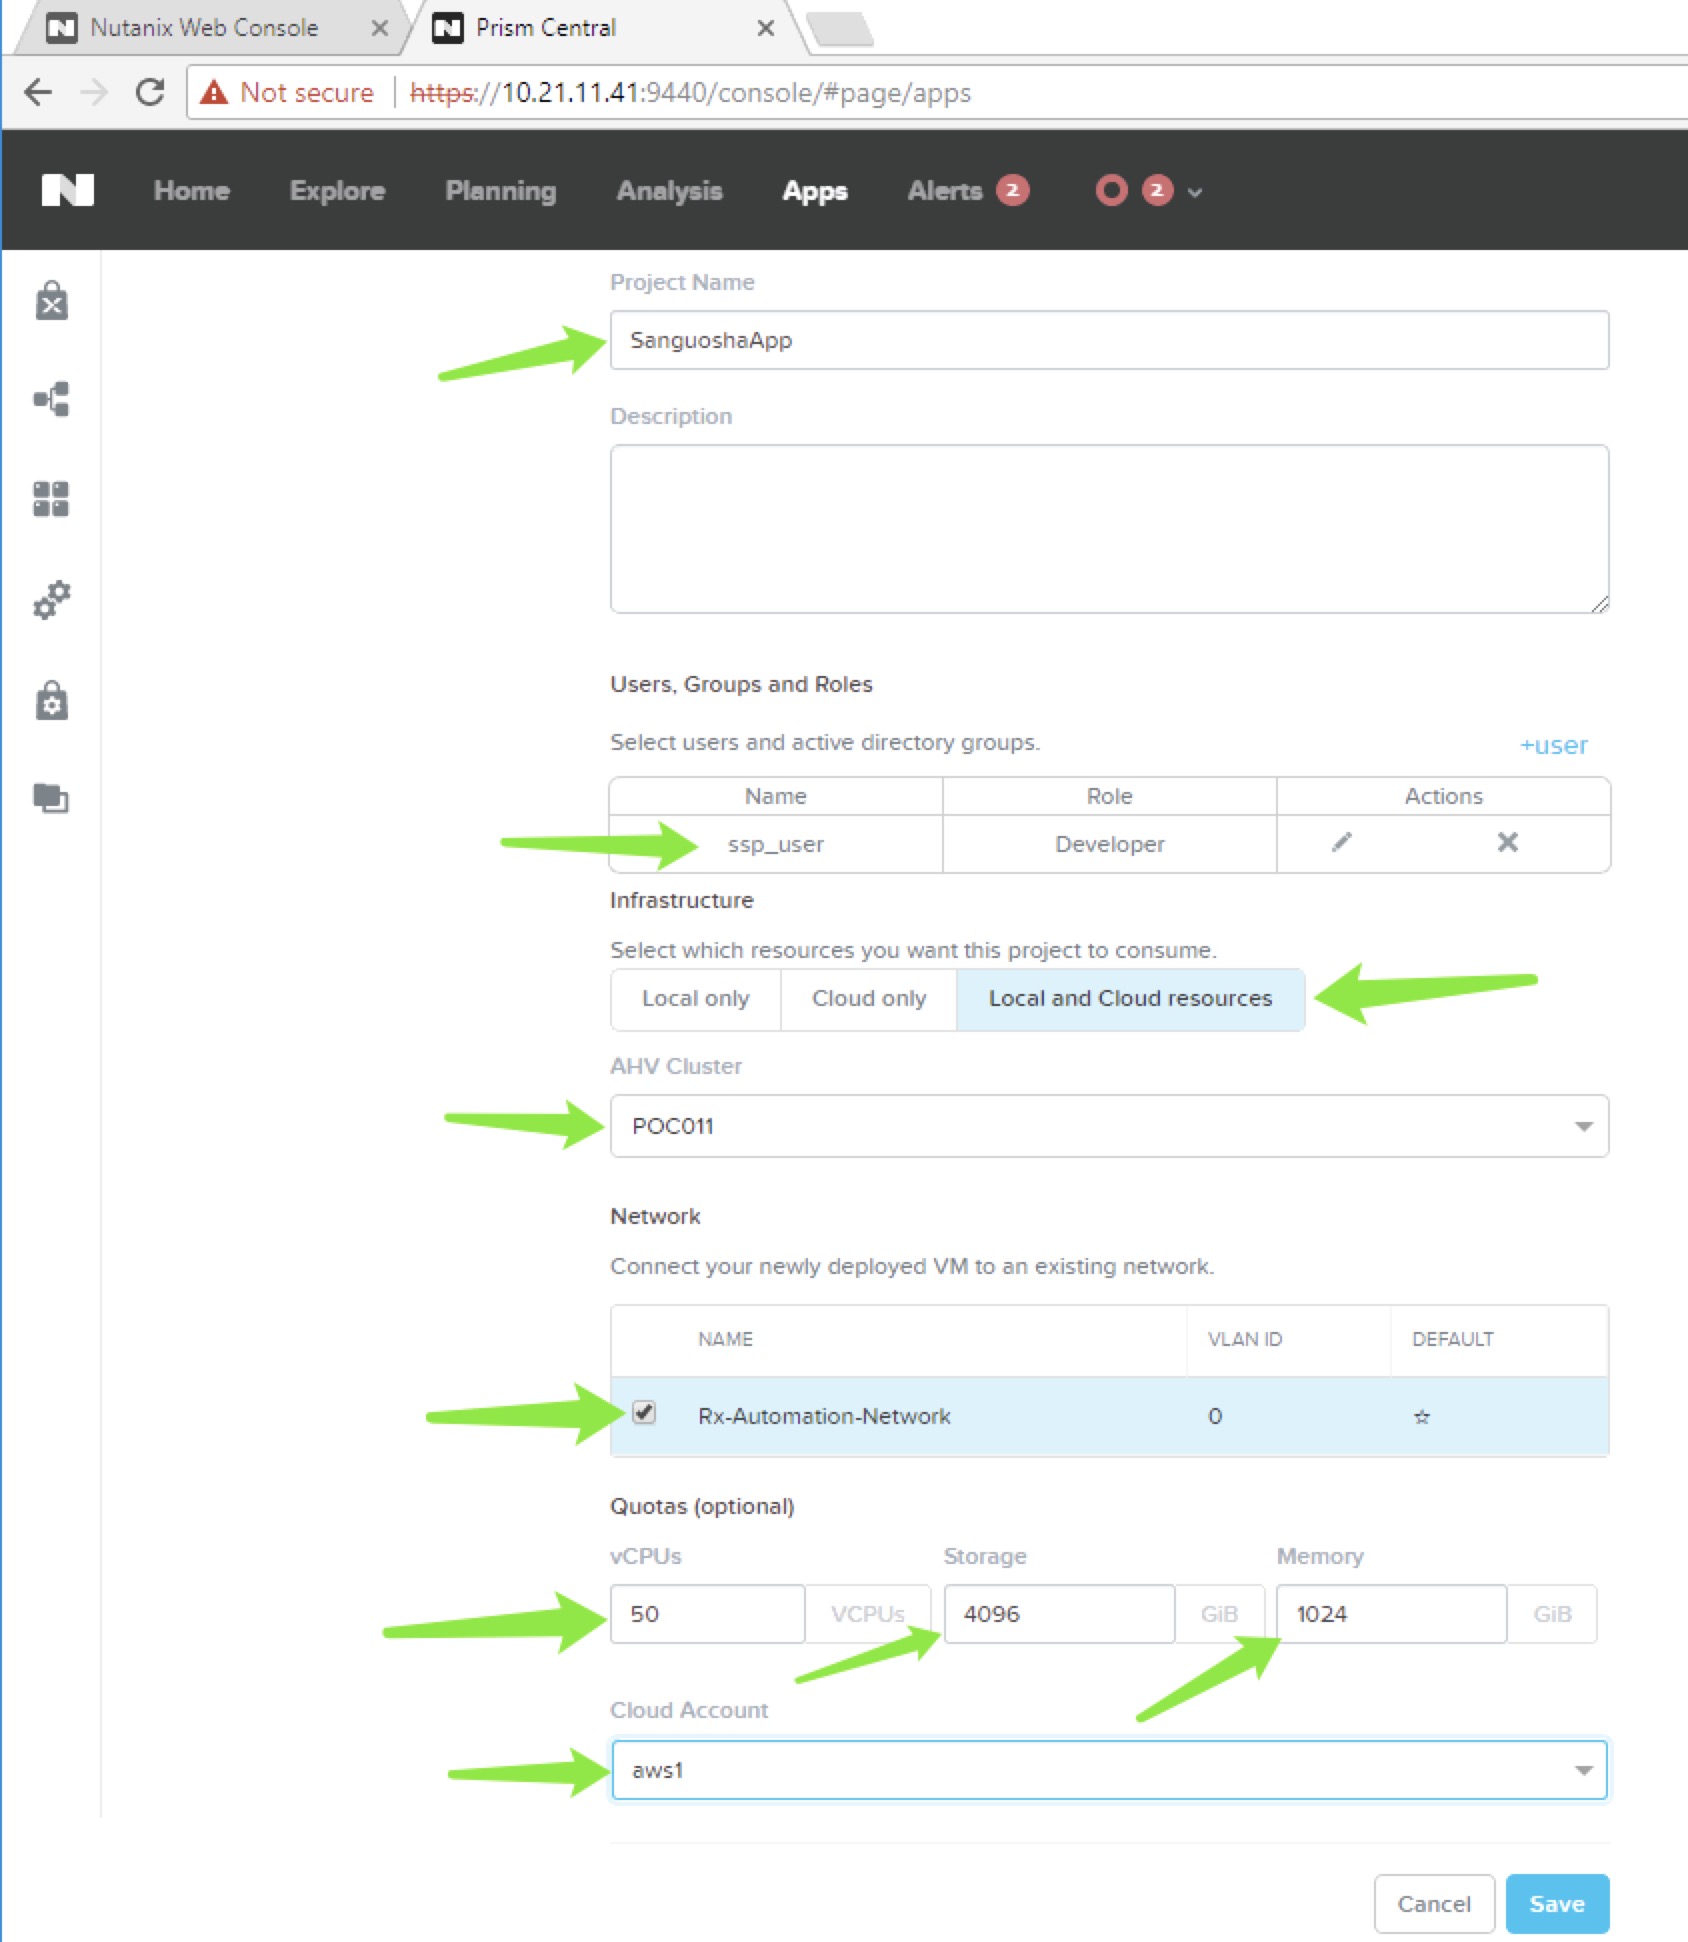 Nutanix Web Console
Prism Central
Not secure https://10.21.11.41:9440/console/#page/apps
Home Explore Planning Analysis Apps Alerts 2 2
Project Name
SanguoshaApp
Description
Users, Groups and Roles
Select users and active directory groups. +user
Name Role Actions
ssp_user Developer
Infrastructure
Select which resources you want this project to consume.
Local only Cloud only Local and Cloud resources
AHV Cluster
POC011
Network
Connect your newly deployed VM to an existing network.
NAME VLAN ID DEFAULT
Rx-Automation-Network 0
Quotas (optional)
vCPUs Storage Memory
50 VCPUs 4096 GiB 1024 GiB
Cloud Account
aws1
Cancel Save